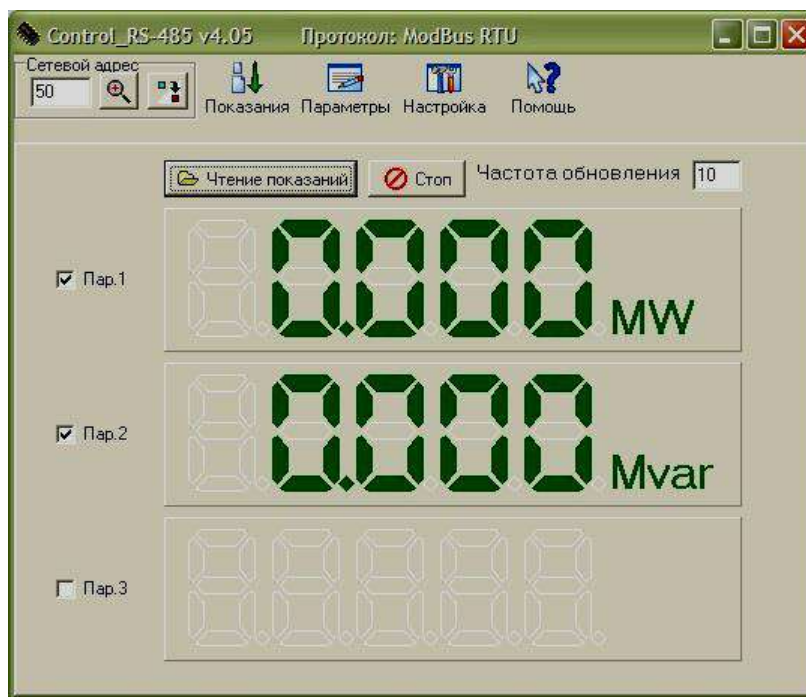 Control_RS-485 v4.05 Протокол: ModBus RTU
Сетевой адрес
50
Показания Параметры Настройка Помощь
Чтение показаний Стоп Частота обновления 10
Пар.1 0.000 MW
Пар.2 0.000 Mvar
Пар.3